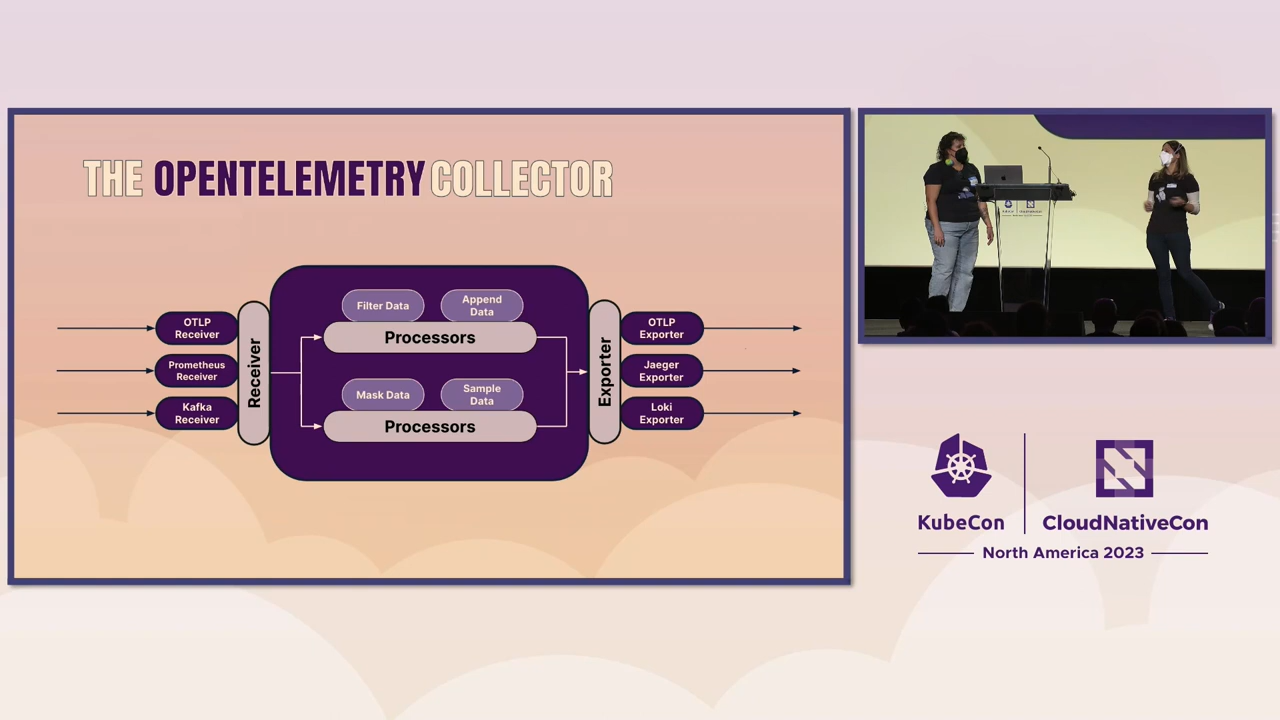 THE OPENTELEMETRY COLLECTOR
OTLP
Receiver
Prometheus
Receiver
Kafka
Receiver
Receiver
Filter Data
Append
Data
Processors
Mask Data
Sample
Data
Processors
Exporter
OTLP
Exporter
Jaeger
Exporter
Loki
Exporter
KubeCon
CloudNativeCon
North America 2023